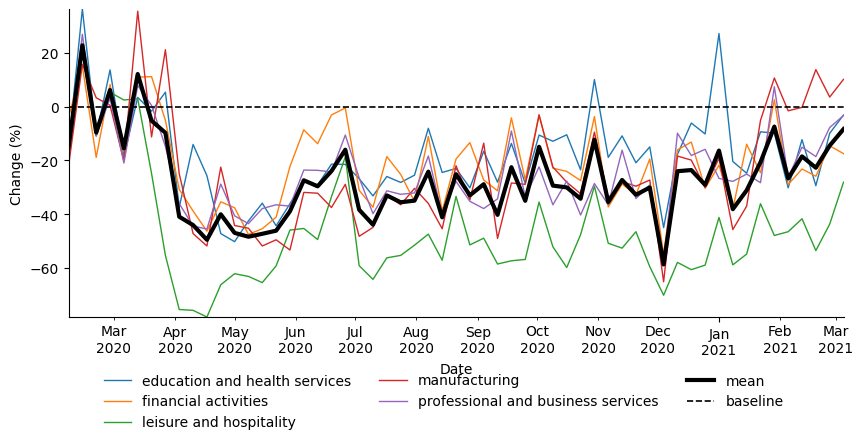 20
0
−20
−40
−60
Change (%)
Mar Apr May Jun Jul Aug Sep Oct Nov Dec Jan Feb Mar
2020 2020 2020 2020 2020 2020 2020 2020 2020 2020 2021 2021 2021
Date
education and health services manufacturing mean
financial activities professional and business services baseline
leisure and hospitality